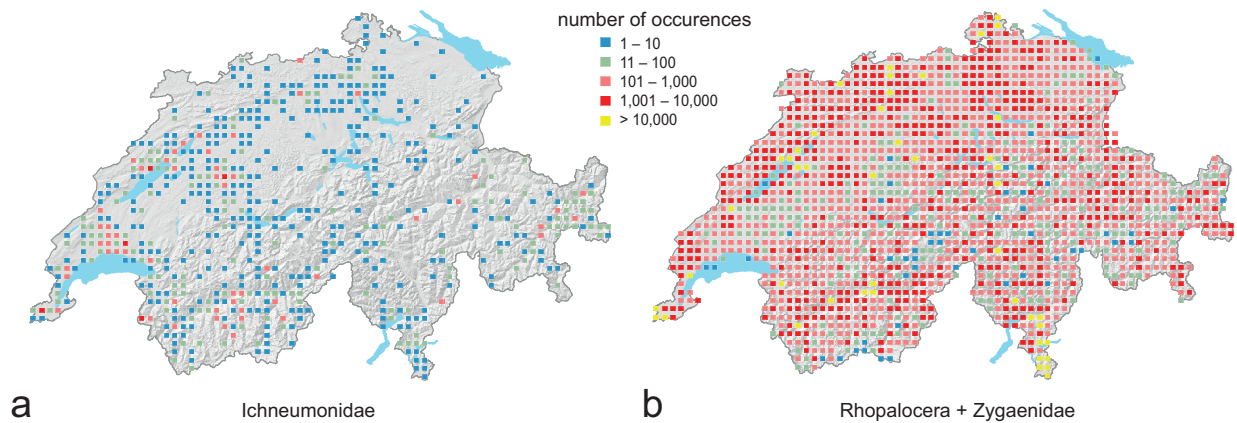 number of occurences
1 – 10
11 – 100
101 – 1,000
1,001 – 10,000
> 10,000
a
Ichneumonidae
b
Rhopalocera + Zygaenidae